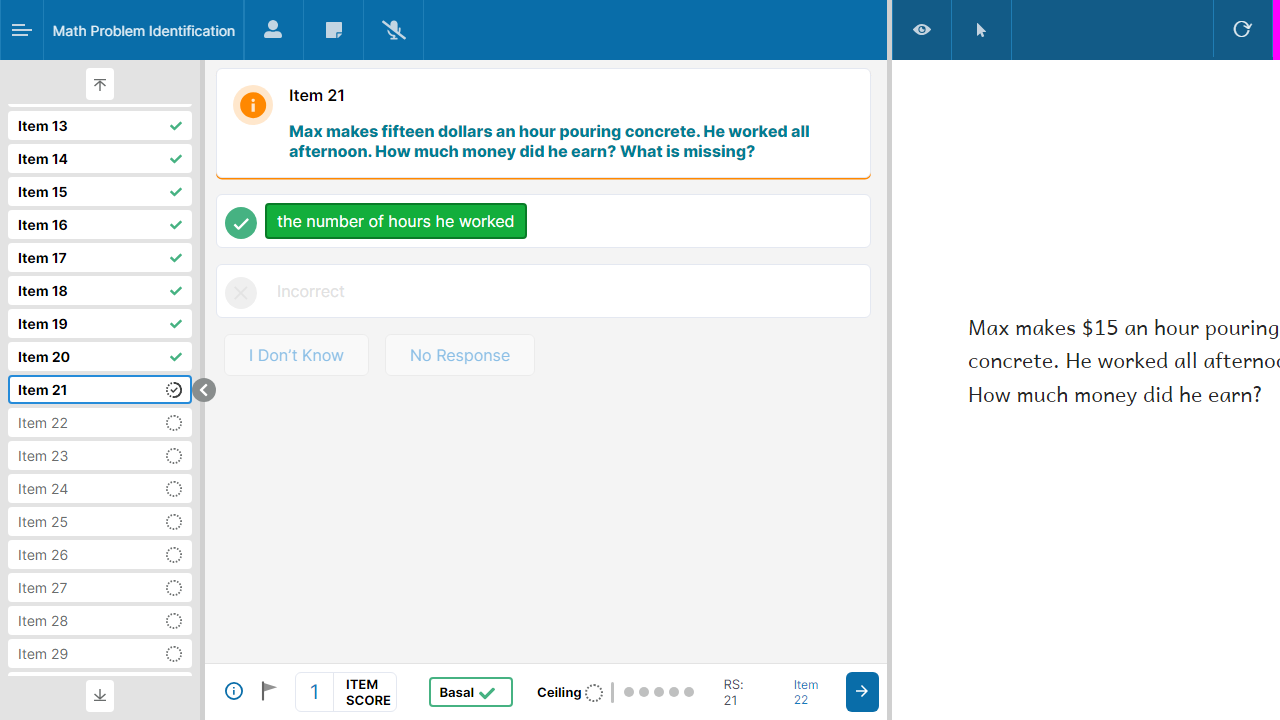 Math Problem Identification
Item 13
Item 14
Item 15
Item 16
Item 17
Item 18
Item 19
Item 20
Item 21
Item 22
Item 23
Item 24
Item 25
Item 26
Item 27
Item 28
Item 29
Item 21
Max makes fifteen dollars an hour pouring concrete. He worked all
afternoon. How much money did he earn? What is missing?
the number of hours he worked
Incorrect
I Don’t Know
No Response
1
ITEM
SCORE
Basal
Ceiling
RS:
21
Item
22
Max makes $15 an hour pouring
concrete. He worked all
How much money did he earn?